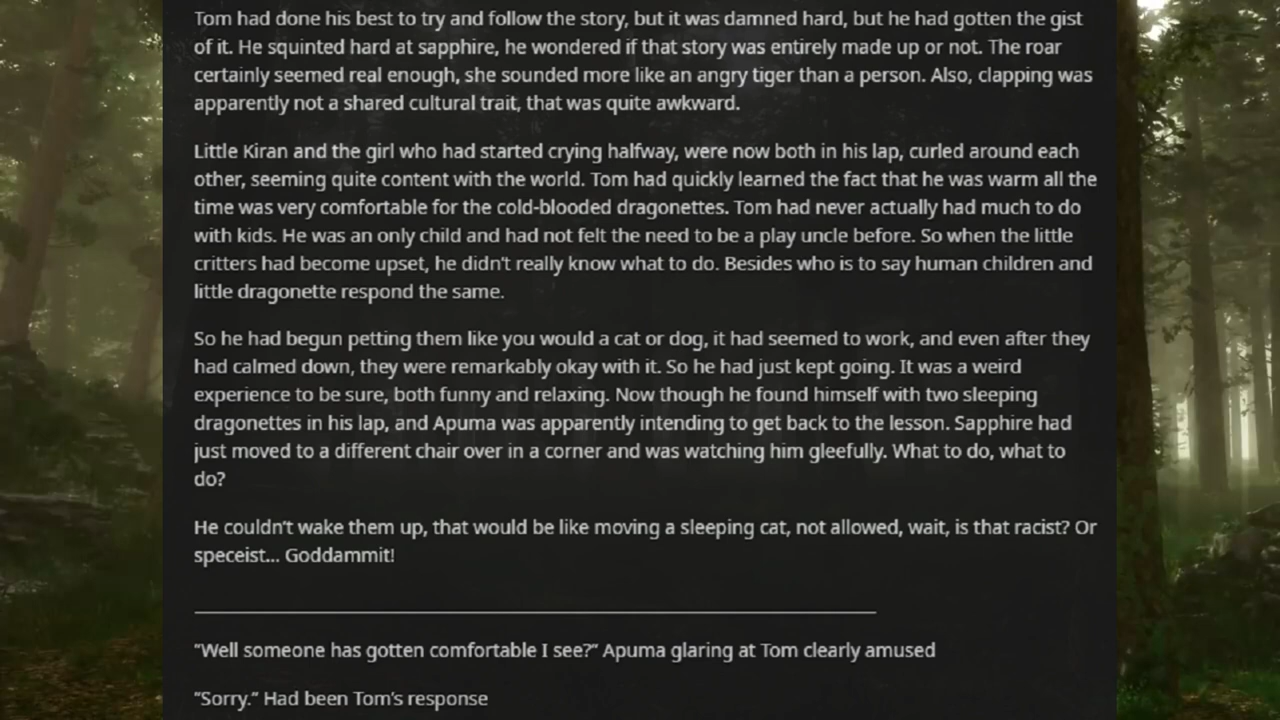 Tom had done his best to try and follow the story, but it was damned hard, but he had gotten the gist
of it. He squinted hard at sapphire, he wondered if that story was entirely made up or not. The roar
certainly seemed real enough, she sounded more like an angry tiger than a person. Also, clapping was
apparently not a shared cultural trait, that was quite awkward.
Little Kiran and the girl who had started crying halfway, were now both in his lap, curled around each
other, seeming quite content with the world. Tom had quickly learned the fact that he was warm all the
time was very comfortable for the cold-blooded dragonettes. Tom had never actually had much to do
with kids. He was an only child and had not felt the need to be a play uncle before. So when the little
critters had become upset, he didn't really know what to do. Besides who is to say human children and
little dragonette respond the same.
So he had begun petting them like you would a cat or dog, it had seemed to work, and even after they
had calmed down, they were remarkably okay with it. So he had just kept going. It was a weird
experience to be sure, both funny and relaxing. Now though he found himself with two sleeping
dragonettes in his lap, and Apuma was apparently intending to get back to the lesson. Sapphire had
just moved to a different chair over in a corner and was watching him gleefully. What to do, what to
do?
He couldn't wake them up, that would be like moving a sleeping cat, not allowed, wait, is that racist? Or
speceist... Goddammit!
"Well someone has gotten comfortable I see?" Apuma glaring at Tom clearly amused
"Sorry." Had been Tom's response